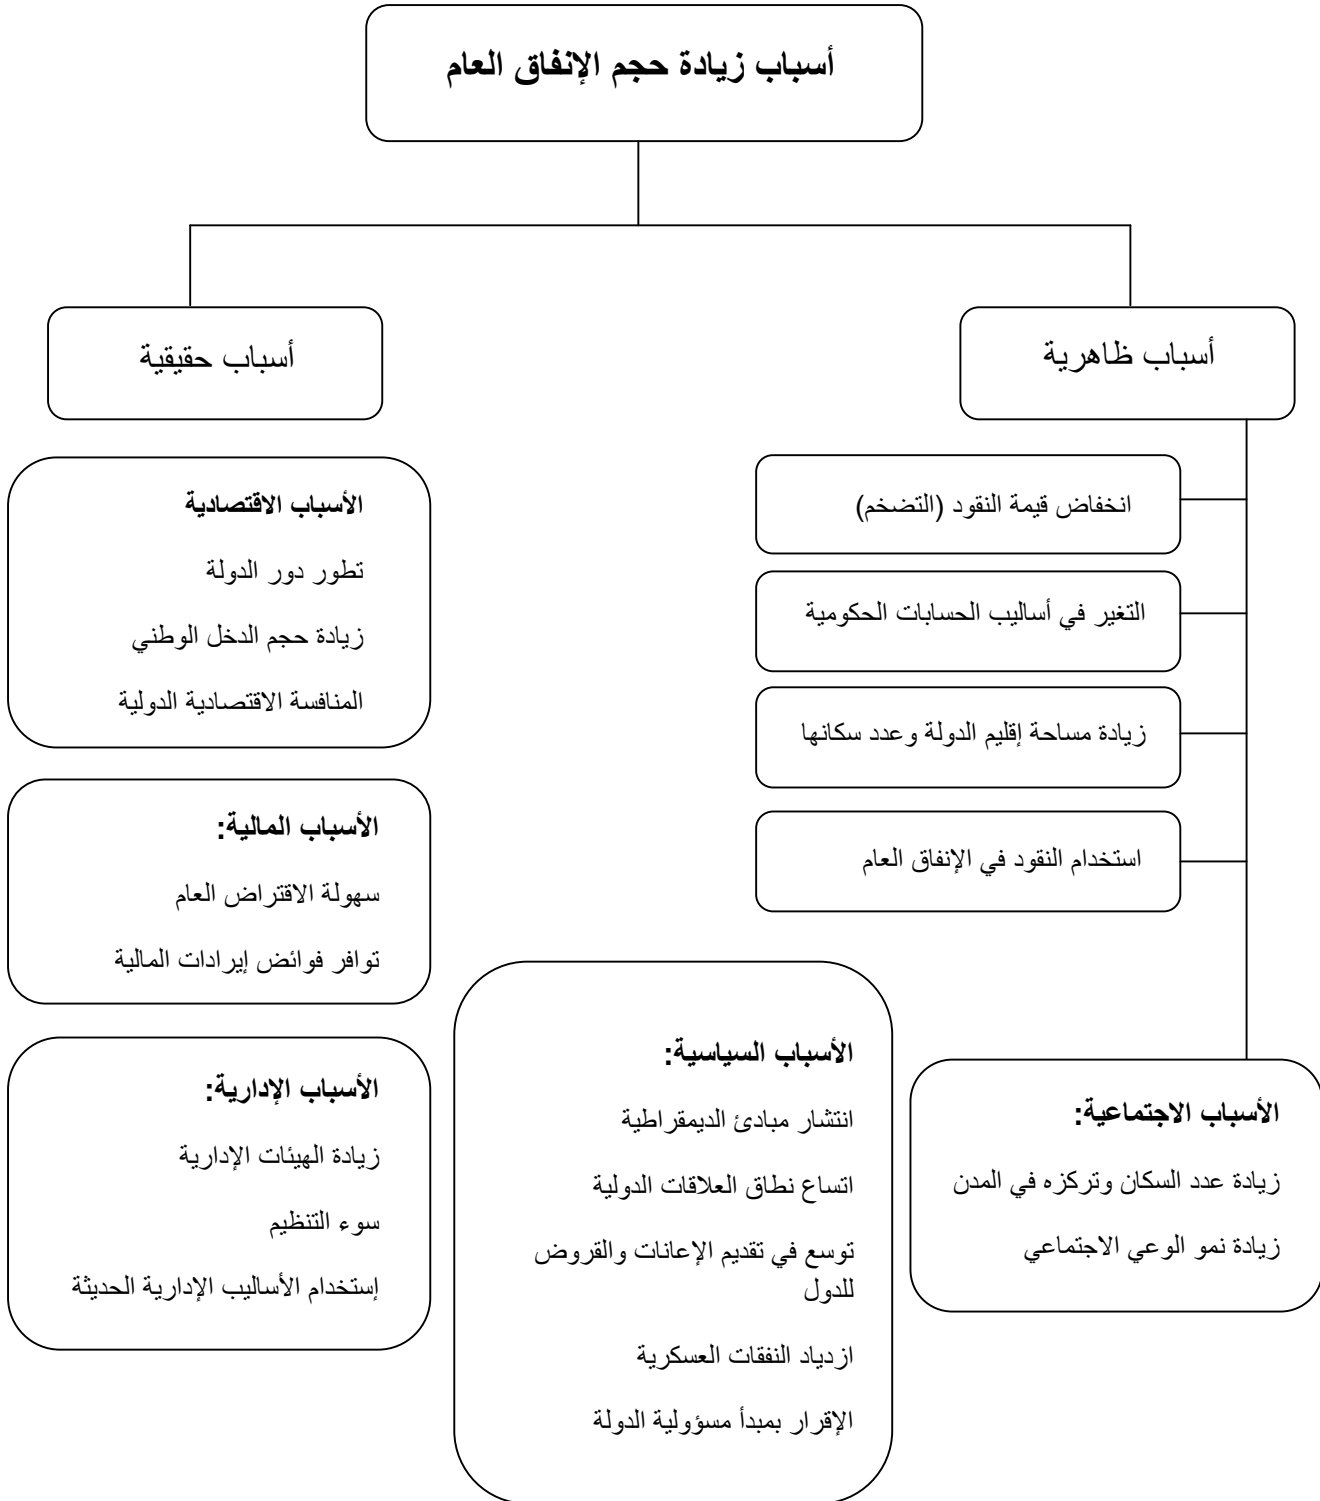 أسباب زيادة حجم الإنفاق العام
أسباب ظاهرية
أسباب حقيقية
انخفاض قيمة النقود (التضخم)
التغير في أساليب الحسابات الحكومية
زيادة مساحة إقليم الدولة وعدد سكانها
استخدام النقود في الإنفاق العام
الأسباب الاقتصادية
تطور دور الدولة
زيادة حجم الدخل الوطني
المنافسة الاقتصادية الدولية
الأسباب المالية:
سهولة الاقتراض العام
توافر فوائض إيرادات المالية
الأسباب الاجتماعية:
زيادة عدد السكان وتركزه في المدن
زيادة نمو الوعي الاجتماعي
الأسباب السياسية:
انتشار مبادئ الديمقراطية
اتساع نطاق العلاقات الدولية
توسع في تقديم الإعانات والقروض
للدول
ازدياد النفقات العسكرية
الإقرار بمبدأ مسؤولية الدولة
الأسباب الإدارية:
زيادة الهيئات الإدارية
سوء التنظيم
إستخدام الأساليب الإدارية الحديثة